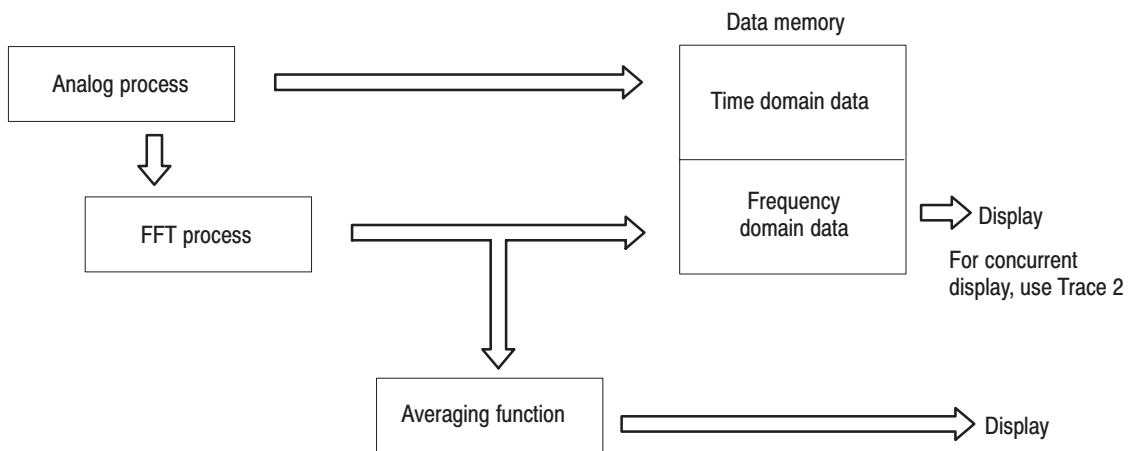 Data memory
Analog process
Time domain data
FFT process
Frequency
domain data
Display
For concurrent
display, use Trace 2
Averaging function
Display